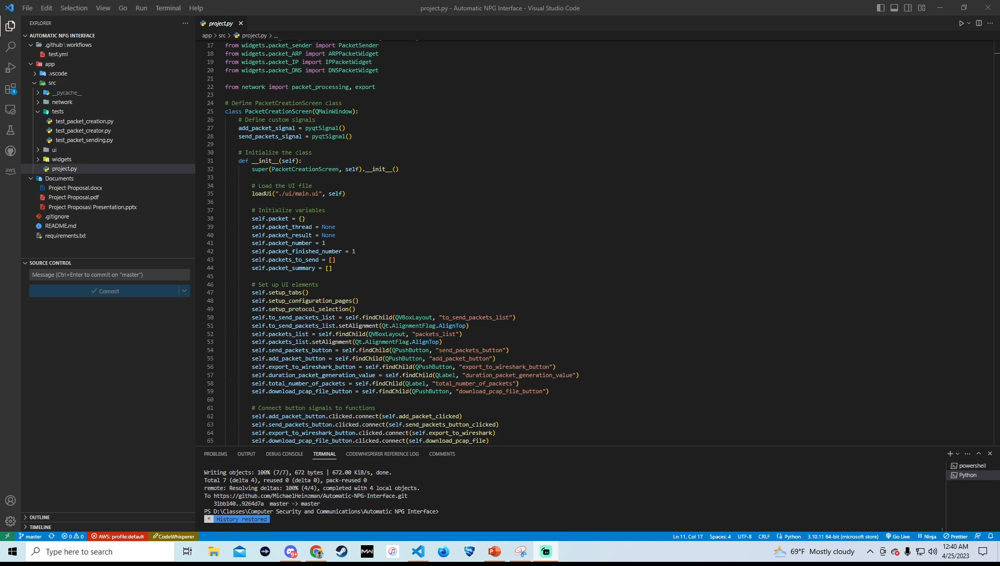 File Edit Selection View Go Run Terminal Help
project.py - Automatic NPG Interface - Visual Studio Code
EXPLORER
AUTOMATIC NPG INTERFACE
.github\workflows
test.yml
app
.vscode
src
__pycache__
network
tests
test_packet_creation.py
test_packet_creator.py
test_packet_sending.py
ui
widgets
project.py
Documents
Project Proposal.docx
Project Proposal.pdf
Project Proposasl Presentation.pptx
.gitignore
README.md
requirements.txt
SOURCE CONTROL
Message (Ctrl+Enter to commit on "master")
Commit
OUTLINE
TIMELINE
1
aws
project.py
app > src > project.py > ...
17 from widgets.packet_sender import PacketSender
18 from widgets.packet_ARP import ARPPacketWidget
19 from widgets.packet_IP import IPPacketWidget
20 from widgets.packet_DNS import DNSPacketWidget
21
22 from network import packet_processing, export
23
24 # Define PacketCreationScreen class
25 class PacketCreationScreen(QMainWindow):
26 # Define custom signals
27 add_packet_signal = pyqtSignal()
28 send_packets_signal = pyqtSignal()
29
30 # Initialize the class
31 def __init__(self):
32 super(PacketCreationScreen, self).__init__()
33
34 # Load the UI file
35 loadUi("./ui/main.ui", self)
36
37 # Initialize variables
38 self.packet = {}
39 self.packet_thread = None
40 self.packet_result = None
41 self.packet_number = 1
42 self.packet_finished_number = 1
43 self.packets_to_send = []
44 self.packet_summary = []
45
46 # Set up UI elements
47 self.setup_tabs()
48 self.setup_configuration_pages()
49 self.setup_protocol_selection()
50 self.to_send_packets_list = self.findChild(QVBoxLayout, "to_send_packets_list")
51 self.to_send_packets_list.setAlignment(Qt.AlignmentFlag.AlignTop)
52 self.packets_list = self.findChild(QVBoxLayout, "packets_list")
53 self.packets_list.setAlignment(Qt.AlignmentFlag.AlignTop)
54 self.send_packets_button = self.findChild(QPushButton, "send_packets_button")
55 self.add_packet_button = self.findChild(QPushButton, "add_packet_button")
56 self.export_to_wireshark_button = self.findChild(QPushButton, "export_to_wireshark_button")
57 self.duration_packet_generation_value = self.findChild(QLabel, "duration_packet_generation_value")
58 self.total_number_of_packets = self.findChild(QLabel, "total_number_of_packets")
59 self.download_pcap_file_button = self.findChild(QPushButton, "download_pcap_file_button")
60
61 # Connect button signals to functions
62 self.add_packet_button.clicked.connect(self.add_packet_clicked)
63 self.send_packets_button.clicked.connect(self.send_packets_button_clicked)
64 self.export_to_wireshark_button.clicked.connect(self.export_to_wireshark)
65 self.download_pcap_file_button.clicked.connect(self.download_pcap_file)
PROBLEMS OUTPUT DEBUG CONSOLE TERMINAL CODEWHISPERER REFERENCE LOG COMMENTS
Writing objects: 100% (7/7), 672 bytes | 672.00 KiB/s, done.
Total 7 (delta 4), reused 0 (delta 0), pack-reused 0
remote: Resolving deltas: 100% (4/4), completed with 4 local objects.
To https://github.com/MichaelHeinzman/Automatic-NPG-Interface.git
31bb140..9264d7a master -> master
PS D:\Classes\Computer Security and Communications\Automatic NPG Interface>
* History restored
powershell
Python
master 0 0 AWS: profile:default CodeWhisperer
Ln 11, Col 17 Spaces: 4 UTF-8 CRLF Python 3.10.11 64-bit (microsoft store) Go Live Ninja Prettier
Type here to search
9+
69°F Mostly cloudy
12:40 AM
4/25/2023